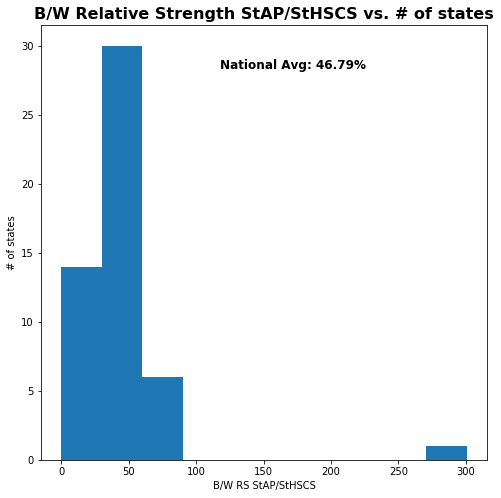 B/W Relative Strength StAP/StHSCS vs. # of states
National Avg: 46.79%
30
25
20
15
10
5
0
# of states
0 50 100 150 200 250 300
B/W RS StAP/StHSCS